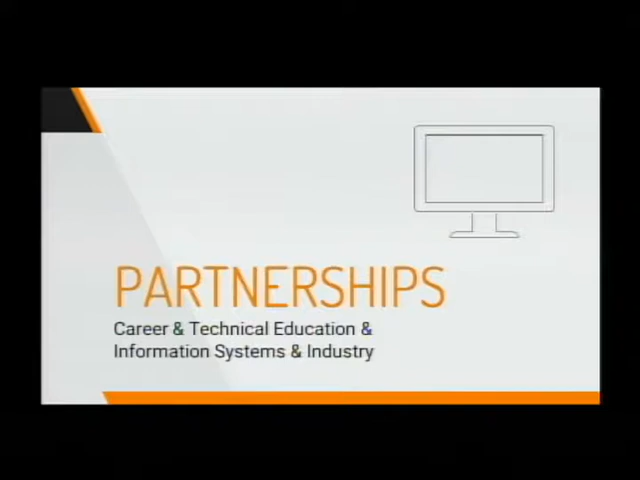 PARTNERSHIPS
Career & Technical Education &
Information Systems & Industry